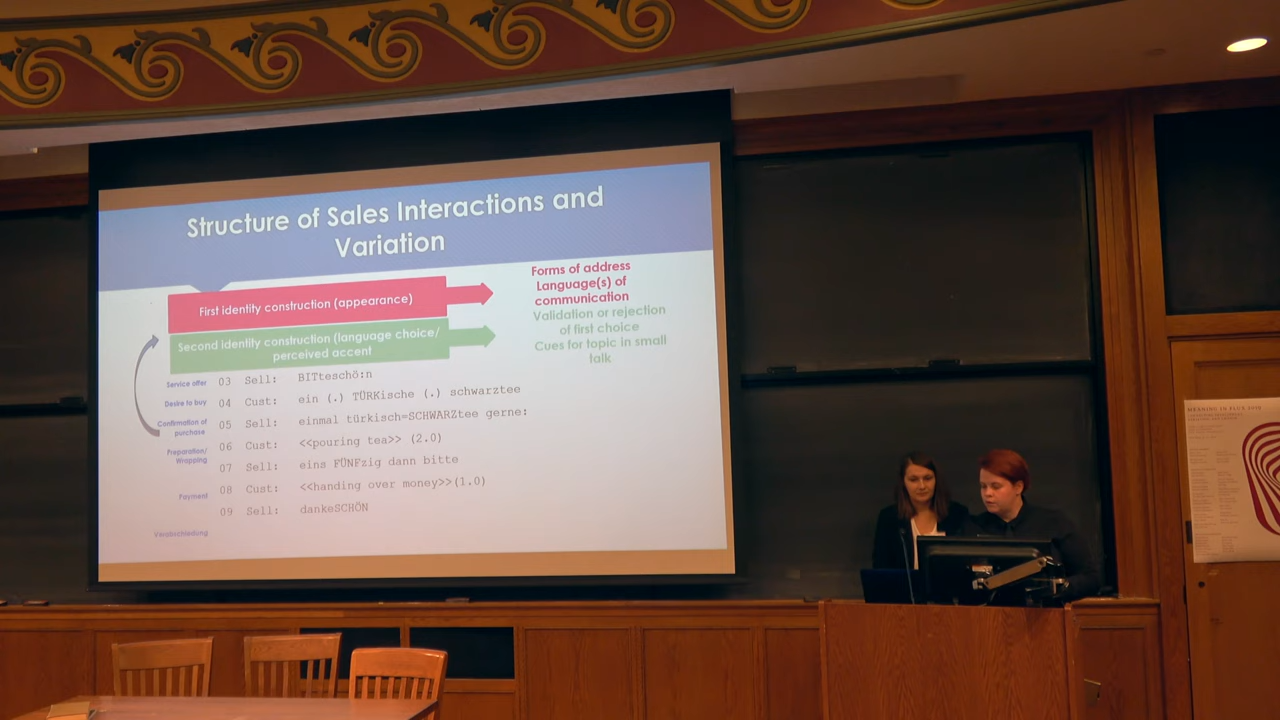 Structure of Sales Interactions and
Variation
First identity construction (appearance)
Forms of address
Language(s) of
communication
Second identity construction (language choice/
perceived accent
Validation or rejection
of first choice
Cues for topic in small
talk
Service offer 03 Sell: BITteschö:n
Desire to buy 04 Cust: ein (.) TÜRKische (.) schwarztee
Confirmation of
purchase
05 Sell: einmal türkisch=SCHWARZtee gerne:
Preparation/
Wrapping
06 Cust: <<pouring tea>> (2.0)
07 Sell: eins FÜNFzig dann bitte
Payment 08 Cust: <<handing over money>>(1.0)
09 Sell: dankeSCHÖN
Verabschiedung
MEANING IN FLUX 2019